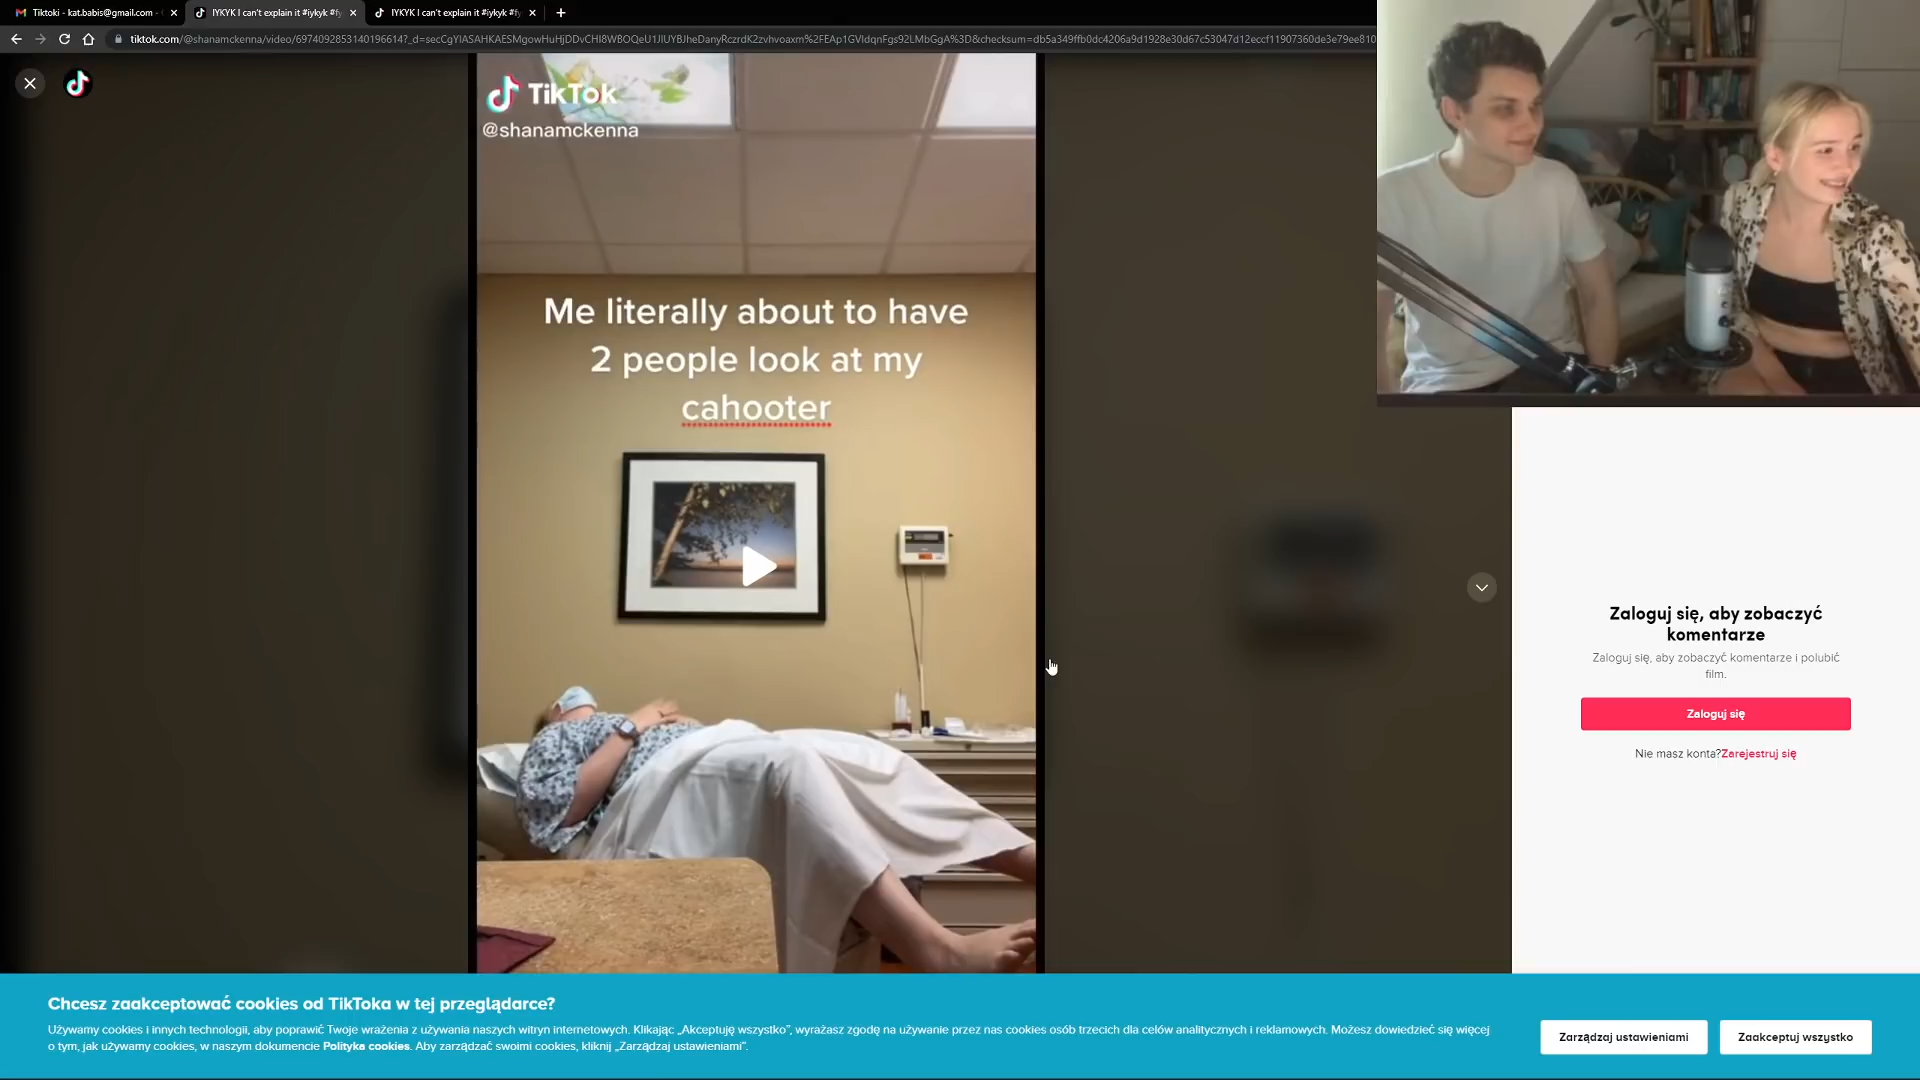 Tiktoki - kat.babis@gmail.com -
IYKYK I can't explain it #iykyk #f
IYKYK I can't explain it #iykyk #f
TikTok
@shanamckenna
Me literally about to have
2 people look at my
cahooter
Zaloguj się, aby zobaczyć
komentarze
Zaloguj się, aby zobaczyć komentarze i polubić
film.
Zaloguj się
Nie masz konta?Zarejestruj się
Chcesz zaakceptować cookies od TikToka w tej przeglądarce?
Używamy cookies i innych technologii, aby poprawić Twoje wrażenia z używania naszych witryn internetowych. Klikając „Akceptuję wszystko", wyrażasz zgodę na używanie przez nas cookies osób trzecich dla celów analitycznych i reklamowych. Możesz dowiedzieć się więcej
o tym, jak używamy cookies, w naszym dokumencie Polityka cookies. Aby zarządzać swoimi cookies, kliknij „Zarządzaj ustawieniami".
Zarządzaj ustawieniami
Zaakceptuj wszystko